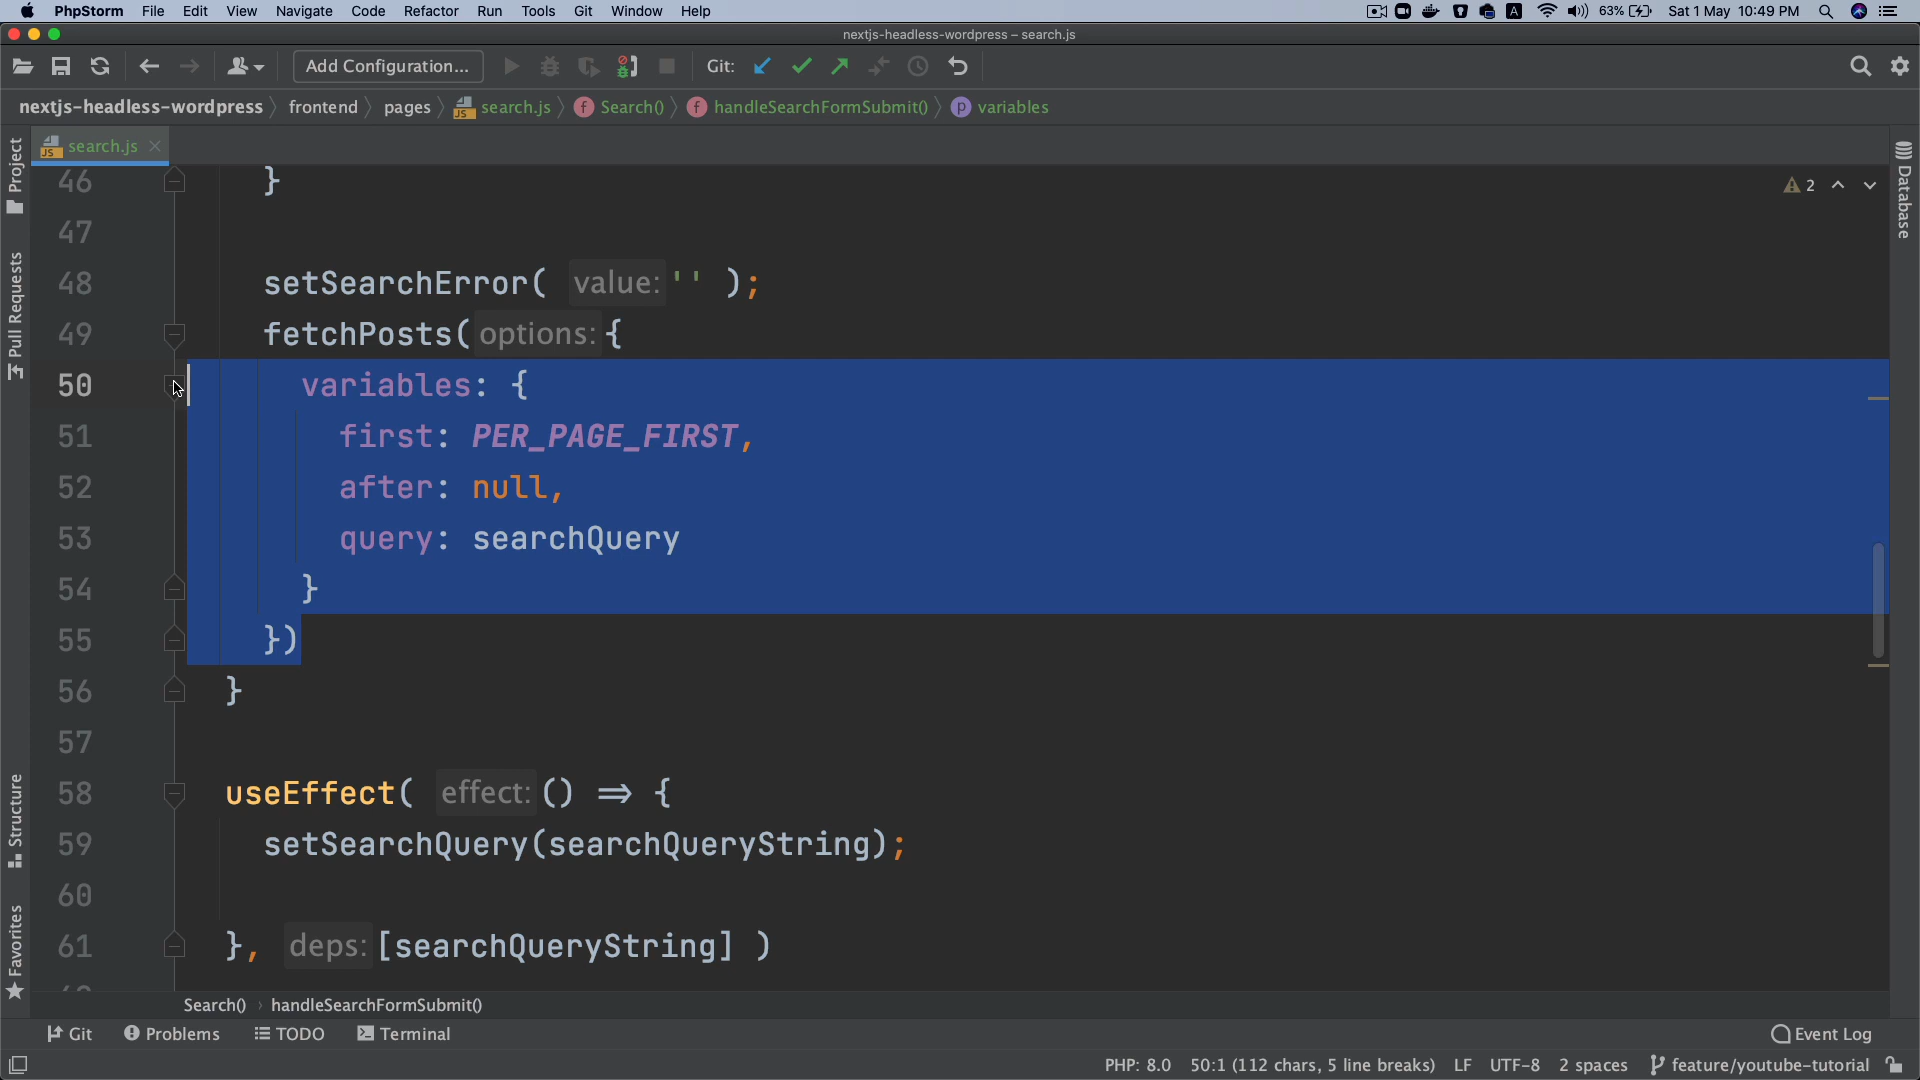 PhpStorm File Edit View Navigate Code Refactor Run Tools Git Window Help A 63% Sat 1 May 10:49 PM
nextjs-headless-wordpress – search.js
Add Configuration... Git:
nextjs-headless-wordpress frontend pages JS search.js f Search() f handleSearchFormSubmit() p variables
JS search.js
Project
Pull Requests
Structure
Favorites
Database
2
46 }
47
48 setSearchError( value: '' );
49 fetchPosts( options: {
50 variables: {
51 first: PER_PAGE_FIRST,
52 after: null,
53 query: searchQuery
54 }
55 })
56 }
57
58 useEffect( effect: () => {
59 setSearchQuery(searchQueryString);
60
61 }, deps: [searchQueryString] )
Search() › handleSearchFormSubmit()
Git Problems TODO Terminal Event Log
PHP: 8.0 50:1 (112 chars, 5 line breaks) LF UTF-8 2 spaces feature/youtube-tutorial